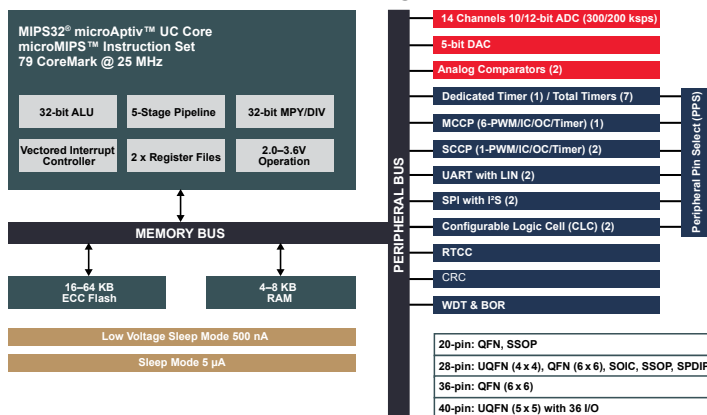 MIPS32® microAptiv™ UC Core
microMIPS™ Instruction Set
79 CoreMark @ 25 MHz
32-bit ALU
5-Stage Pipeline
32-bit MPY/DIV
Vectored Interrupt
Controller
2 x Register Files
2.0–3.6V
Operation
MEMORY BUS
16–64 KB
ECC Flash
4–8 KB
RAM
Low Voltage Sleep Mode 500 nA
Sleep Mode 5 µA
PERIPHERAL BUS
14 Channels 10/12-bit ADC (300/200 ksps)
5-bit DAC
Analog Comparators (2)
Dedicated Timer (1) / Total Timers (7)
MCCP (6-PWM/IC/OC/Timer) (1)
SCCP (1-PWM/IC/OC/Timer) (2)
UART with LIN (2)
SPI with I²S (2)
Configurable Logic Cell (CLC) (2)
RTCC
CRC
WDT & BOR
Peripheral Pin Select (PPS)
20-pin: QFN, SSOP
28-pin: UQFN (4 x 4), QFN (6 x 6), SOIC, SSOP, SPDIP
36-pin: QFN (6 x 6)
40-pin: UQFN (5 x 5) with 36 I/O